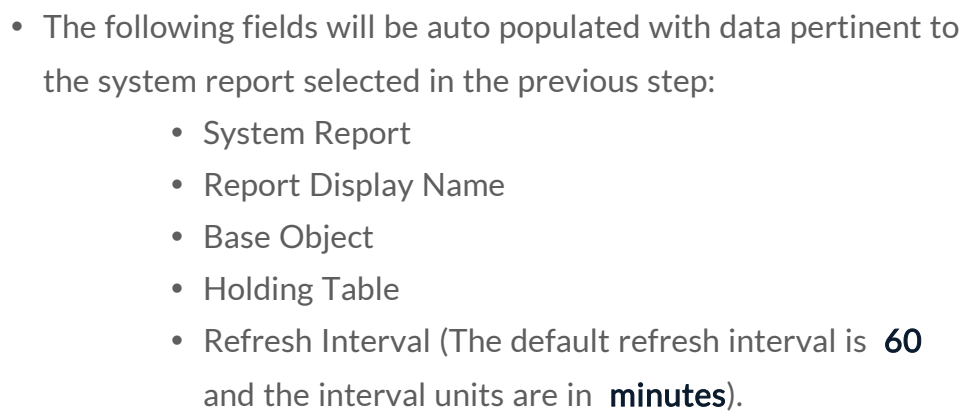 • The following fields will be auto populated with data pertinent to
the system report selected in the previous step:
• System Report
• Report Display Name
• Base Object
• Holding Table
• Refresh Interval (The default refresh interval is 60
and the interval units are in minutes).